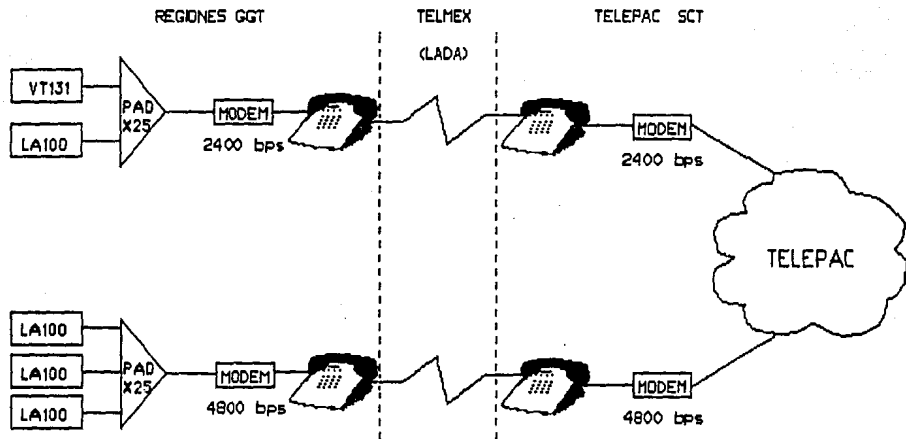 REGIONES GGT
TELMEX
(LADA)
TELEPAC SCT
VT131
LA100
PAD
X25
MODEM
2400 bps
MODEM
2400 bps
TELEPAC
LA100
LA100
LA100
PAD
X25
MODEM
4800 bps
MODEM
4800 bps